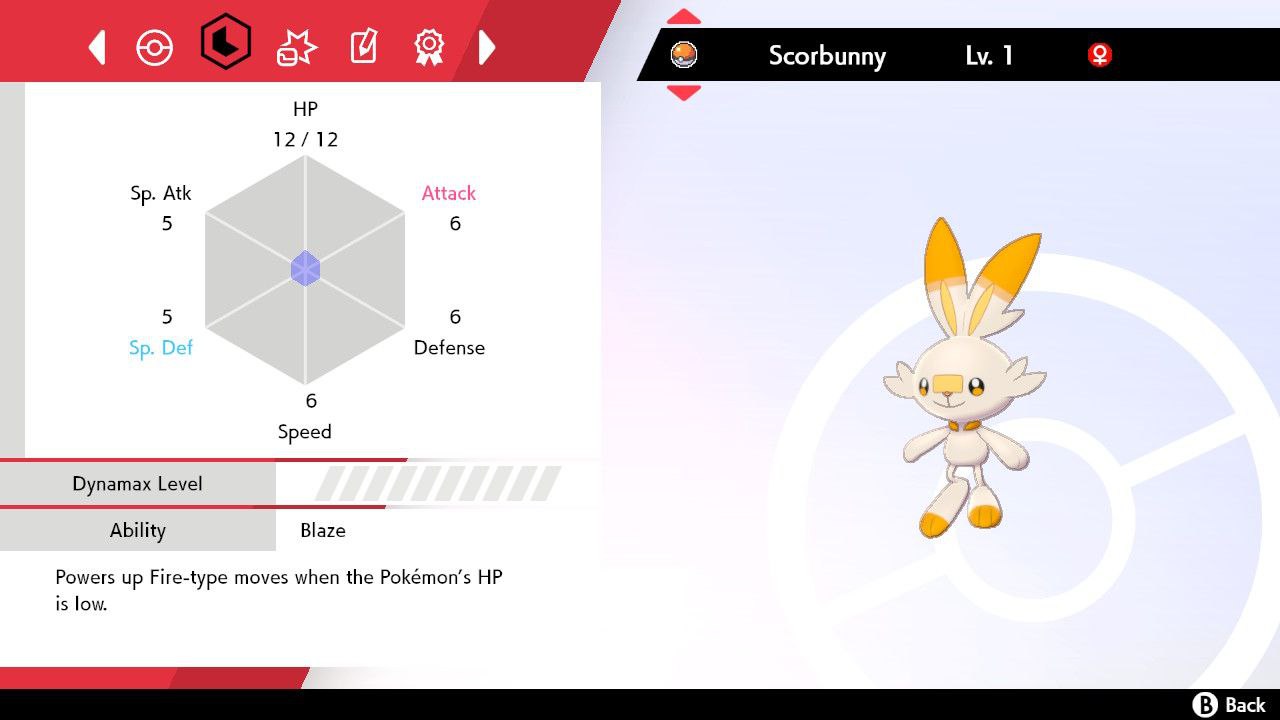 Scorbunny Lv. 1 ♀
HP
12 / 12
Sp. Atk
5
Attack
6
5
Sp. Def
6
Defense
6
Speed
Dynamax Level
Ability Blaze
Powers up Fire-type moves when the Pokémon's HP
is low.
B Back